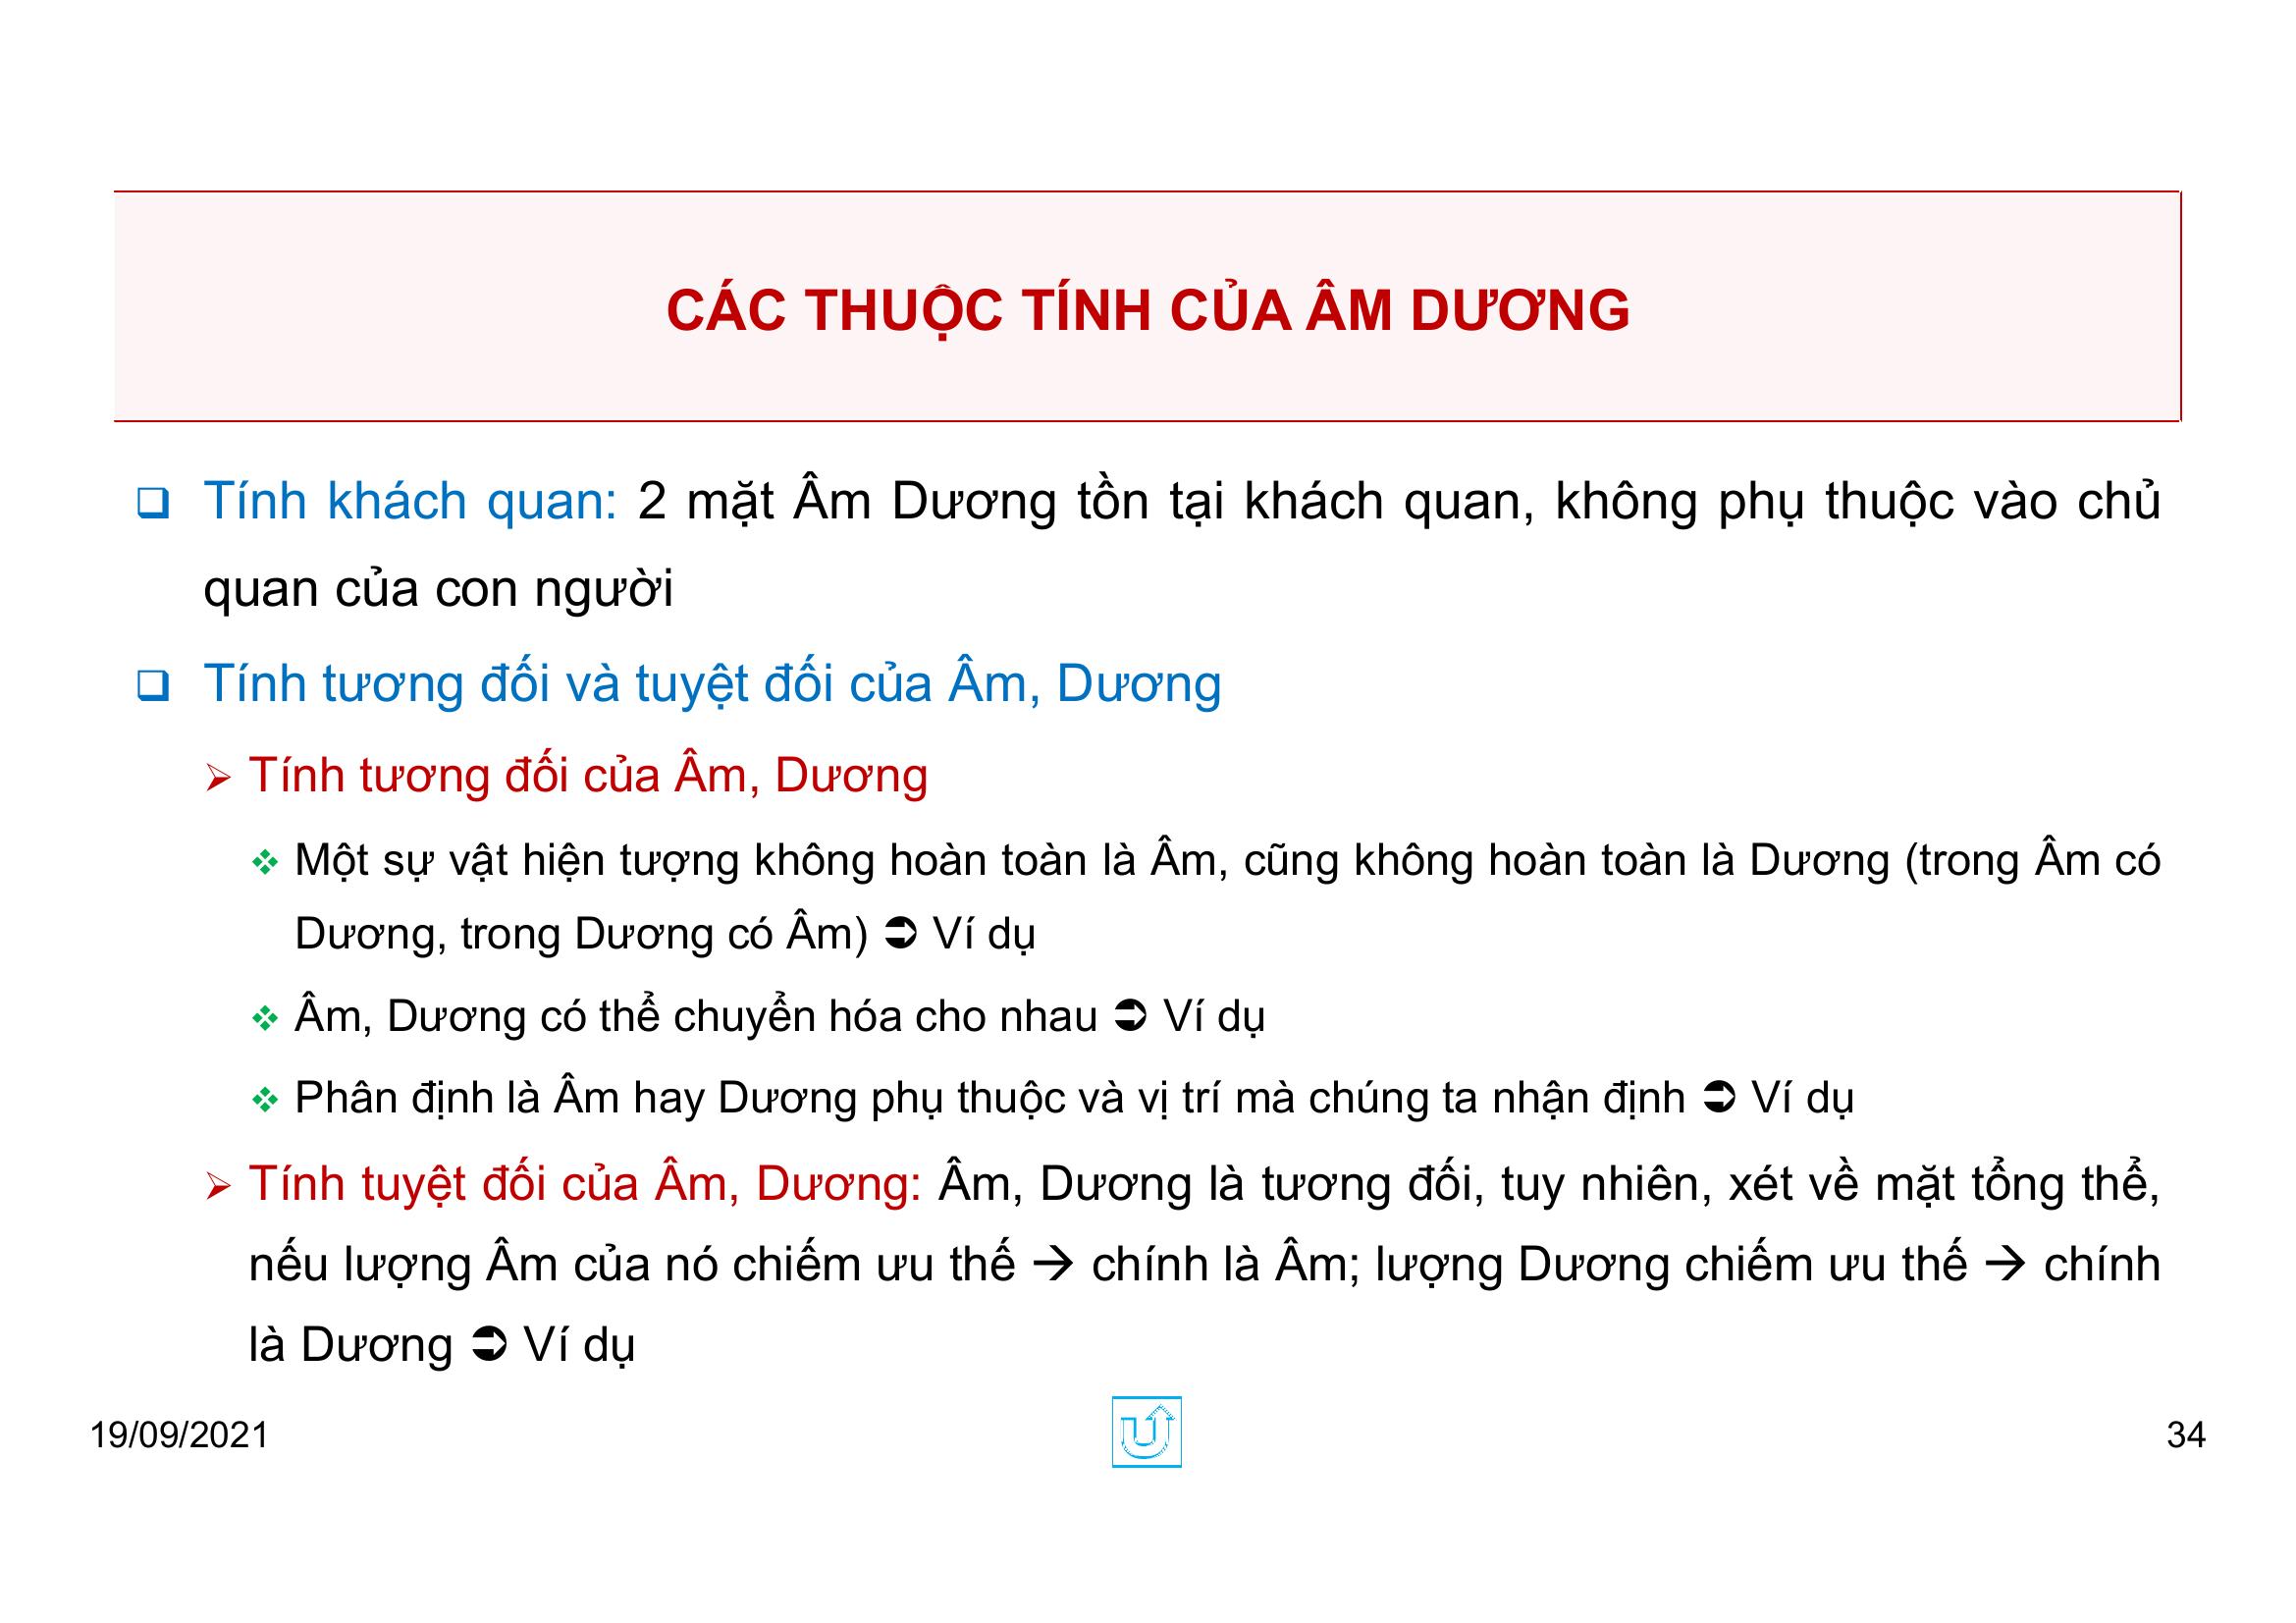 CÁC THUỘC TÍNH CỦA ÂM DƯƠNG
❑ Tính khách quan: 2 mặt Âm Dương tồn tại khách quan, không phụ thuộc vào chủ
quan của con người
❑ Tính tương đối và tuyệt đối của Âm, Dương
➢ Tính tương đối của Âm, Dương
❖ Một sự vật hiện tượng không hoàn toàn là Âm, cũng không hoàn toàn là Dương (trong Âm có
Dương, trong Dương có Âm) ➲ Ví dụ
❖ Âm, Dương có thể chuyển hóa cho nhau ➲ Ví dụ
❖ Phân định là Âm hay Dương phụ thuộc và vị trí mà chúng ta nhận định ➲ Ví dụ
➢ Tính tuyệt đối của Âm, Dương: Âm, Dương là tương đối, tuy nhiên, xét về mặt tổng thể,
nếu lượng Âm của nó chiếm ưu thế → chính là Âm; lượng Dương chiếm ưu thế → chính
là Dương ➲ Ví dụ
19/09/2021
34